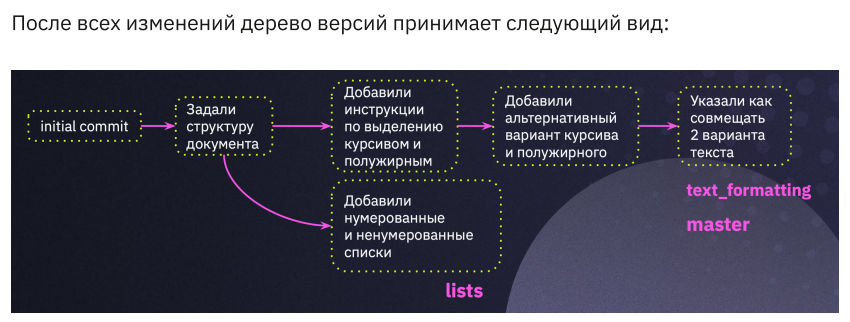 После всех изменений дерево версий принимает следующий вид:
initial commit
Задали
структуру
документа
Добавили
инструкции
по выделению
курсивом и
полужирным
Добавили
альтернативный
вариант курсива
и полужирного
Указали как
совмещать
2 варианта
текста
text_formatting
master
Добавили
нумерованные
и ненумерованные
списки
lists